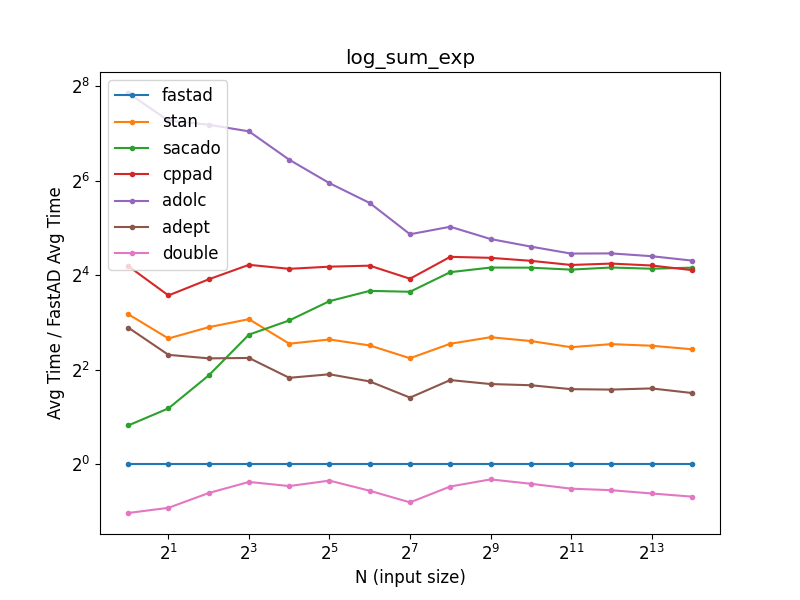 log_sum_exp
2^8
2^6
2^4
2^2
2^0
Avg Time / FastAD Avg Time
fastad
stan
sacado
cppad
adolc
adept
double
2^1 2^3 2^5 2^7 2^9 2^11 2^13
N (input size)